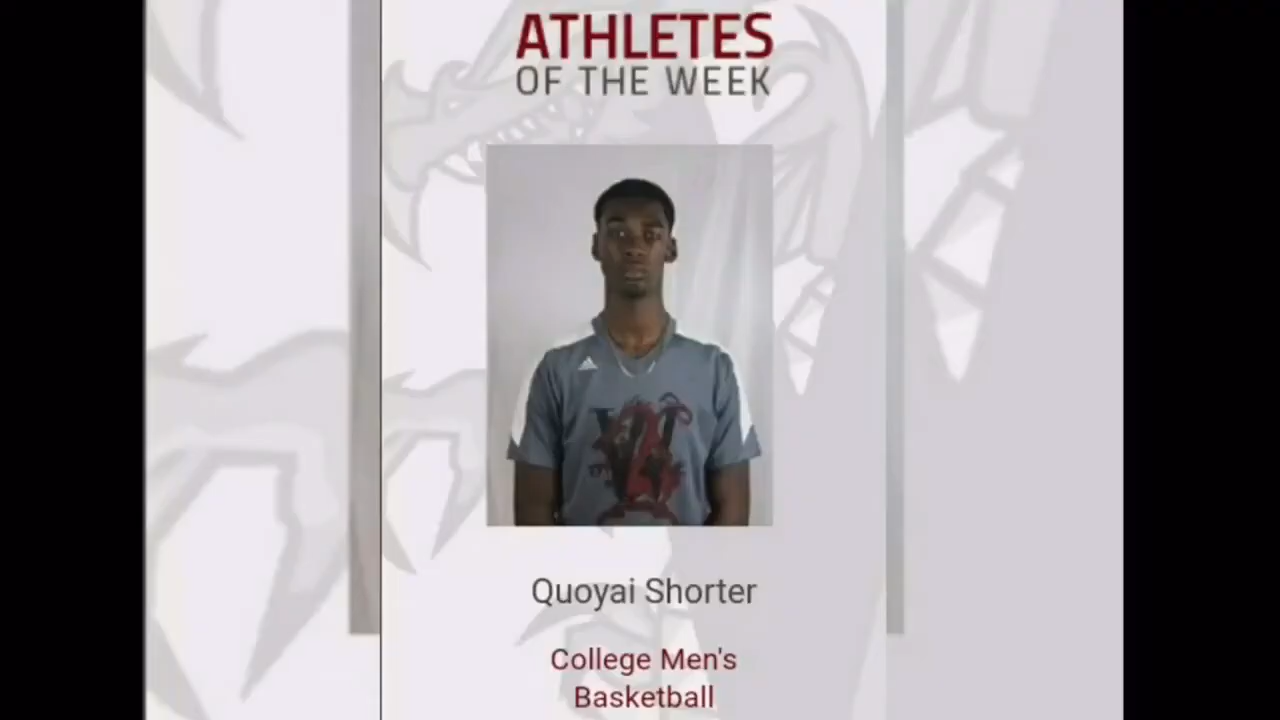 ATHLETES
OF THE WEEK
Quoyai Shorter
College Men's
Basketball